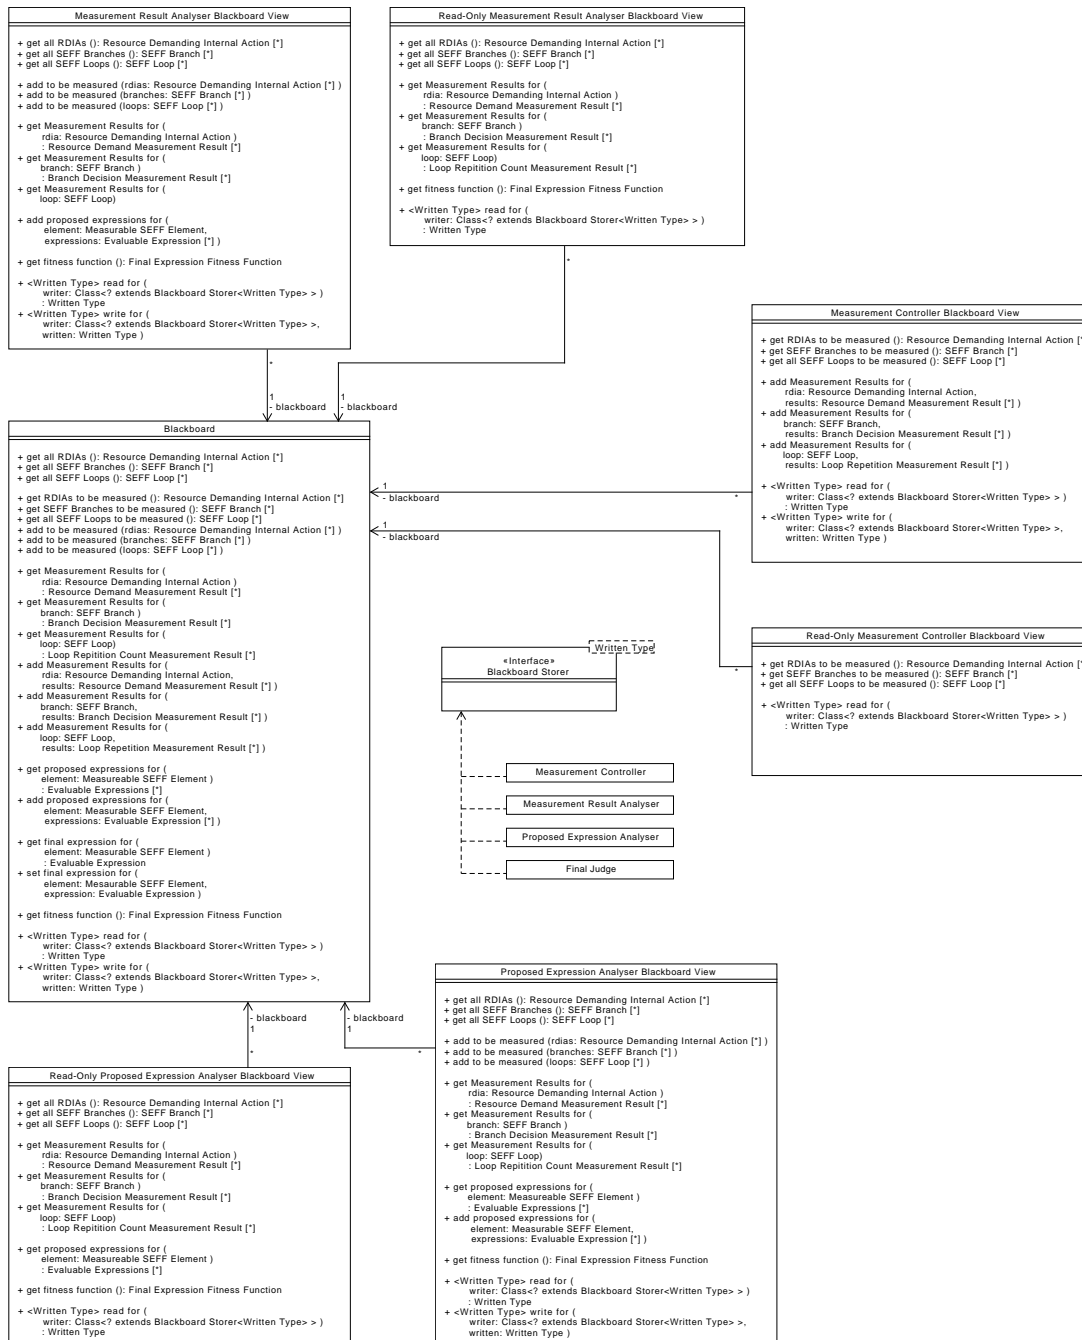 Measurement Result Analyser Blackboard View
+ get all RDIAs (): Resource Demanding Internal Action [*]
+ get all SEFF Branches (): SEFF Branch [*]
+ get all SEFF Loops (): SEFF Loop [*]
+ add to be measured (rdias: Resource Demanding Internal Action [*] )
+ add to be measured (branches: SEFF Branch [*] )
+ add to be measured (loops: SEFF Loop [*] )
+ get Measurement Results for (
rdia: Resource Demanding Internal Action )
: Resource Demand Measurement Result [*]
+ get Measurement Results for (
branch: SEFF Branch )
: Branch Decision Measurement Result [*]
+ get Measurement Results for (
loop: SEFF Loop)
+ add proposed expressions for (
element: Measurable SEFF Element,
expressions: Evaluable Expression [*] )
+ get fitness function (): Final Expression Fitness Function
+ <Written Type> read for (
writer: Class<? extends Blackboard Storer<Written Type> > )
: Written Type
+ <Written Type> write for (
writer: Class<? extends Blackboard Storer<Written Type> >,
written: Written Type )
Read-Only Measurement Result Analyser Blackboard View
+ get all RDIAs (): Resource Demanding Internal Action [*]
+ get all SEFF Branches (): SEFF Branch [*]
+ get all SEFF Loops (): SEFF Loop [*]
+ get Measurement Results for (
rdia: Resource Demanding Internal Action )
: Resource Demand Measurement Result [*]
+ get Measurement Results for (
branch: SEFF Branch )
: Branch Decision Measurement Result [*]
+ get Measurement Results for (
loop: SEFF Loop)
: Loop Repitition Count Measurement Result [*]
+ get fitness function (): Final Expression Fitness Function
+ <Written Type> read for (
writer: Class<? extends Blackboard Storer<Written Type> > )
: Written Type
*
*
1
- blackboard
1
- blackboard
Measurement Controller Blackboard View
+ get RDIAs to be measured (): Resource Demanding Internal Action [*
+ get SEFF Branches to be measured (): SEFF Branch [*]
+ get all SEFF Loops to be measured (): SEFF Loop [*]
+ add Measurement Results for (
rdia: Resource Demanding Internal Action,
results: Resource Demand Measurement Result [*] )
+ add Measurement Results for (
branch: SEFF Branch,
results: Branch Decision Measurement Result [*] )
+ add Measurement Results for (
loop: SEFF Loop,
results: Loop Repetition Measurement Result [*] )
+ <Written Type> read for (
writer: Class<? extends Blackboard Storer<Written Type> > )
: Written Type
+ <Written Type> write for (
writer: Class<? extends Blackboard Storer<Written Type> >,
written: Written Type )
1
- blackboard
*
1
- blackboard
*
Blackboard
+ get all RDIAs (): Resource Demanding Internal Action [*]
+ get all SEFF Branches (): SEFF Branch [*]
+ get all SEFF Loops (): SEFF Loop [*]
+ get RDIAs to be measured (): Resource Demanding Internal Action [*]
+ get SEFF Branches to be measured (): SEFF Branch [*]
+ get all SEFF Loops to be measured (): SEFF Loop [*]
+ add to be measured (rdias: Resource Demanding Internal Action [*] )
+ add to be measured (branches: SEFF Branch [*] )
+ add to be measured (loops: SEFF Loop [*] )
+ get Measurement Results for (
rdia: Resource Demanding Internal Action )
: Resource Demand Measurement Result [*]
+ get Measurement Results for (
branch: SEFF Branch )
: Branch Decision Measurement Result [*]
+ get Measurement Results for (
loop: SEFF Loop)
: Loop Repitition Count Measurement Result [*]
+ add Measurement Results for (
rdia: Resource Demanding Internal Action,
results: Resource Demand Measurement Result [*] )
+ add Measurement Results for (
branch: SEFF Branch,
results: Branch Decision Measurement Result [*] )
+ add Measurement Results for (
loop: SEFF Loop,
results: Loop Repetition Measurement Result [*] )
+ get proposed expressions for (
element: Measureable SEFF Element )
: Evaluable Expressions [*]
+ add proposed expressions for (
element: Measurable SEFF Element,
expressions: Evaluable Expression [*] )
+ get final expression for (
element: Measurable SEFF Element )
: Evaluable Expression
+ set final expression for (
element: Mesaurable SEFF Element,
expression: Evaluable Expression )
+ get fitness function (): Final Expression Fitness Function
+ <Written Type> read for (
writer: Class<? extends Blackboard Storer<Written Type> > )
: Written Type
+ <Written Type> write for (
writer: Class<? extends Blackboard Storer<Written Type> >,
written: Written Type )
Written Type
«Interface»
Blackboard Storer
Measurement Controller
Measurement Result Analyser
Proposed Expression Analyser
Final Judge
Read-Only Measurement Controller Blackboard View
+ get RDIAs to be measured (): Resource Demanding Internal Action [*
+ get SEFF Branches to be measured (): SEFF Branch [*]
+ get all SEFF Loops to be measured (): SEFF Loop [*]
+ <Written Type> read for (
writer: Class<? extends Blackboard Storer<Written Type> > )
: Written Type
- blackboard
1
*
- blackboard
1
*
Read-Only Proposed Expression Analyser Blackboard View
+ get all RDIAs (): Resource Demanding Internal Action [*]
+ get all SEFF Branches (): SEFF Branch [*]
+ get all SEFF Loops (): SEFF Loop [*]
+ get Measurement Results for (
rdia: Resource Demanding Internal Action )
: Resource Demand Measurement Result [*]
+ get Measurement Results for (
branch: SEFF Branch )
: Branch Decision Measurement Result [*]
+ get Measurement Results for (
loop: SEFF Loop)
: Loop Repitition Count Measurement Result [*]
+ get proposed expressions for (
element: Measureable SEFF Element )
: Evaluable Expressions [*]
+ get fitness function (): Final Expression Fitness Function
+ <Written Type> read for (
writer: Class<? extends Blackboard Storer<Written Type> > )
: Written Type
Proposed Expression Analyser Blackboard View
+ get all RDIAs (): Resource Demanding Internal Action [*]
+ get all SEFF Branches (): SEFF Branch [*]
+ get all SEFF Loops (): SEFF Loop [*]
+ add to be measured (rdias: Resource Demanding Internal Action [*] )
+ add to be measured (branches: SEFF Branch [*] )
+ add to be measured (loops: SEFF Loop [*] )
+ get Measurement Results for (
rdia: Resource Demanding Internal Action )
: Resource Demand Measurement Result [*]
+ get Measurement Results for (
branch: SEFF Branch )
: Branch Decision Measurement Result [*]
+ get Measurement Results for (
loop: SEFF Loop)
: Loop Repitition Count Measurement Result [*]
+ get proposed expressions for (
element: Measureable SEFF Element )
: Evaluable Expressions [*]
+ add proposed expressions for (
element: Measurable SEFF Element,
expressions: Evaluable Expression [*] )
+ get fitness function (): Final Expression Fitness Function
+ <Written Type> read for (
writer: Class<? extends Blackboard Storer<Written Type> > )
: Written Type
+ <Written Type> write for (
writer: Class<? extends Blackboard Storer<Written Type> >,
written: Written Type )